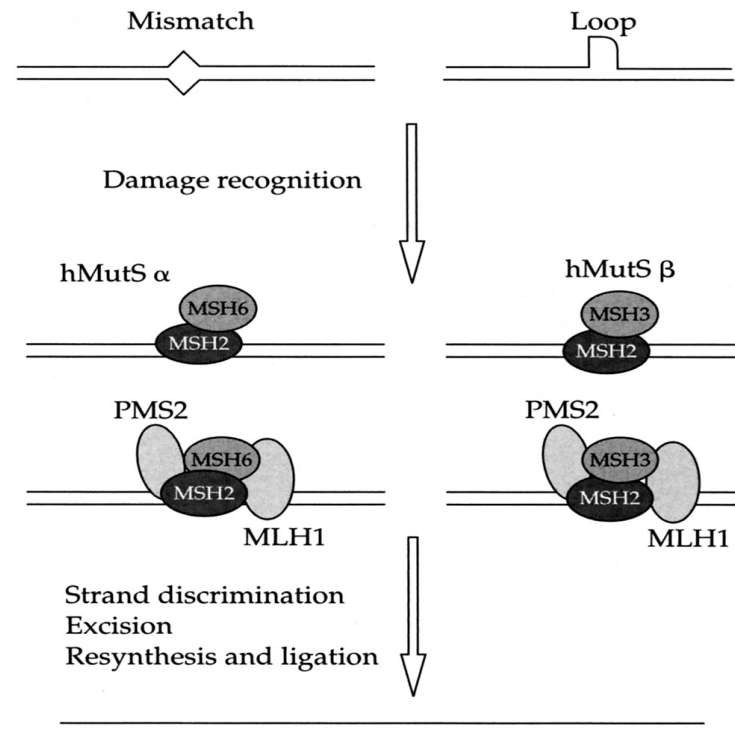 Mismatch
Loop
Damage recognition
hMutS α
hMutS β
MSH6
MSH2
MSH3
MSH2
PMS2
PMS2
MSH6
MSH2
MLH1
MSH3
MSH2
MLH1
Strand discrimination
Excision
Resynthesis and ligation